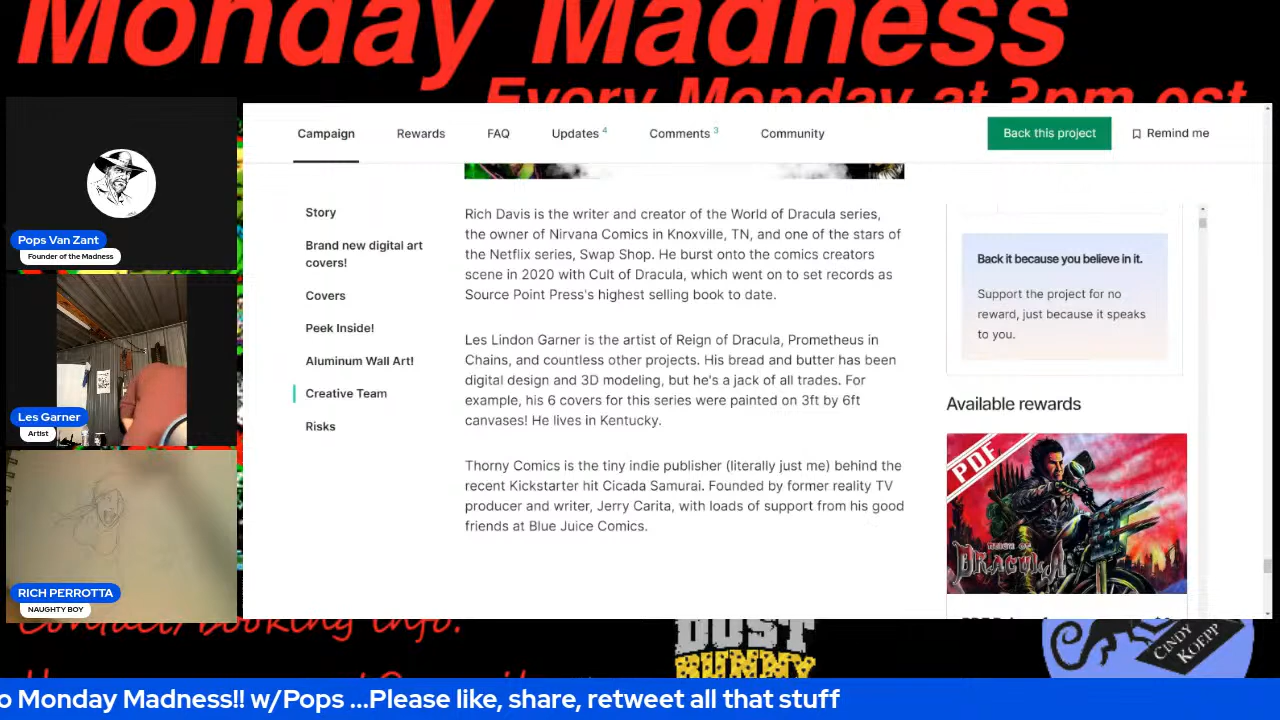 Monday Madness
Every Monday at 3pm est
Campaign
Rewards
FAQ
Updates 4
Comments 3
Community
Back this project
Remind me
Story
Brand new digital art
covers!
Covers
Peek Inside!
Aluminum Wall Art!
Creative Team
Risks
Rich Davis is the writer and creator of the World of Dracula series,
the owner of Nirvana Comics in Knoxville, TN, and one of the stars of
the Netflix series, Swap Shop. He burst onto the comics creators
scene in 2020 with Cult of Dracula, which went on to set records as
Source Point Press's highest selling book to date.
Les Lindon Garner is the artist of Reign of Dracula, Prometheus in
Chains, and countless other projects. His bread and butter has been
digital design and 3D modeling, but he's a jack of all trades. For
example, his 6 covers for this series were painted on 3ft by 6ft
canvases! He lives in Kentucky.
Thorny Comics is the tiny indie publisher (literally just me) behind the
recent Kickstarter hit Cicada Samurai. Founded by former reality TV
producer and writer, Jerry Carita, with loads of support from his good
friends at Blue Juice Comics.
Back it because you believe in it.
Support the project for no
reward, just because it speaks
to you.
Available rewards
PDF
DRACULA
Pops Van Zant
Founder of the Madness
Les Garner
Artist
RICH PERROTTA
NAUGHTY BOY
Contact/Booking info:
DUST
BUNNY
CINDY
KOEPP
o Monday Madness!! w/Pops ...Please like, share, retweet all that stuff